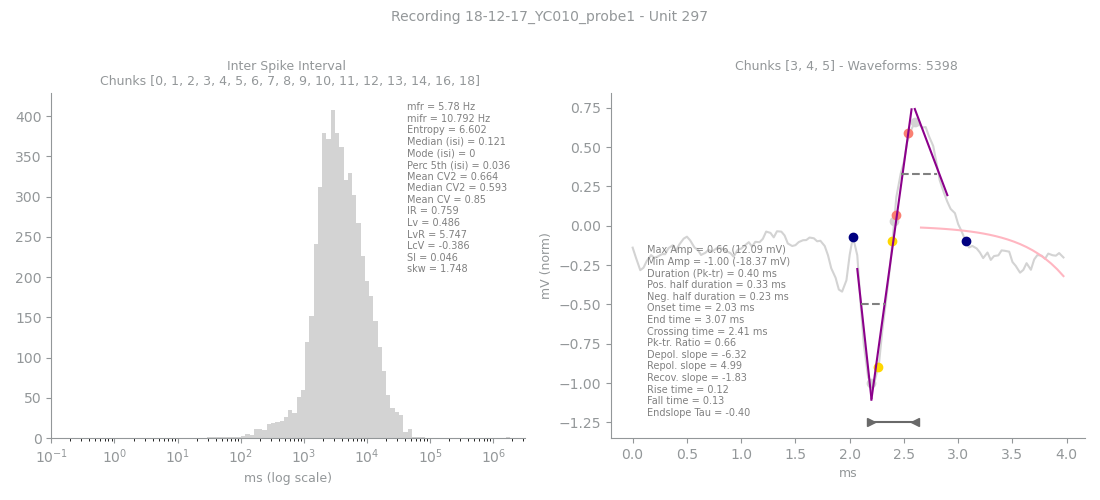 Recording 18-12-17_YC010_probe1 - Unit 297
Inter Spike Interval
Chunks [0, 1, 2, 3, 4, 5, 6, 7, 8, 9, 10, 11, 12, 13, 14, 16, 18]
400
350
300
250
200
150
100
50
0
mfr = 5.78 Hz
mifr = 10.792 Hz
Entropy = 6.602
Median (isi) = 0.121
Mode (isi) = 0
Perc 5th (isi) = 0.036
Mean CV2 = 0.664
Median CV2 = 0.593
Mean CV = 0.85
IR = 0.759
Lv = 0.486
LvR = 5.747
LcV = -0.386
SI = 0.046
skw = 1.748
10⁻¹ 10⁰ 10¹ 10² 10³ 10⁴ 10⁵ 10⁶
ms (log scale)
Chunks [3, 4, 5] - Waveforms: 5398
mV (norm)
0.75
0.50
0.25
0.00
−0.25
−0.50
−0.75
−1.00
−1.25
Max Amp = 0.66 (12.09 mV)
Min Amp = -1.00 (-18.37 mV)
Duration (Pk-tr) = 0.40 ms
Pos. half duration = 0.33 ms
Neg. half duration = 0.23 ms
Onset time = 2.03 ms
End time = 3.07 ms
Crossing time = 2.41 ms
Pk-tr. Ratio = 0.66
Depol. slope = -6.32
Repol. slope = 4.99
Recov. slope = -1.83
Rise time = 0.12
Fall time = 0.13
Endslope Tau = -0.40
0.0 0.5 1.0 1.5 2.0 2.5 3.0 3.5 4.0
ms